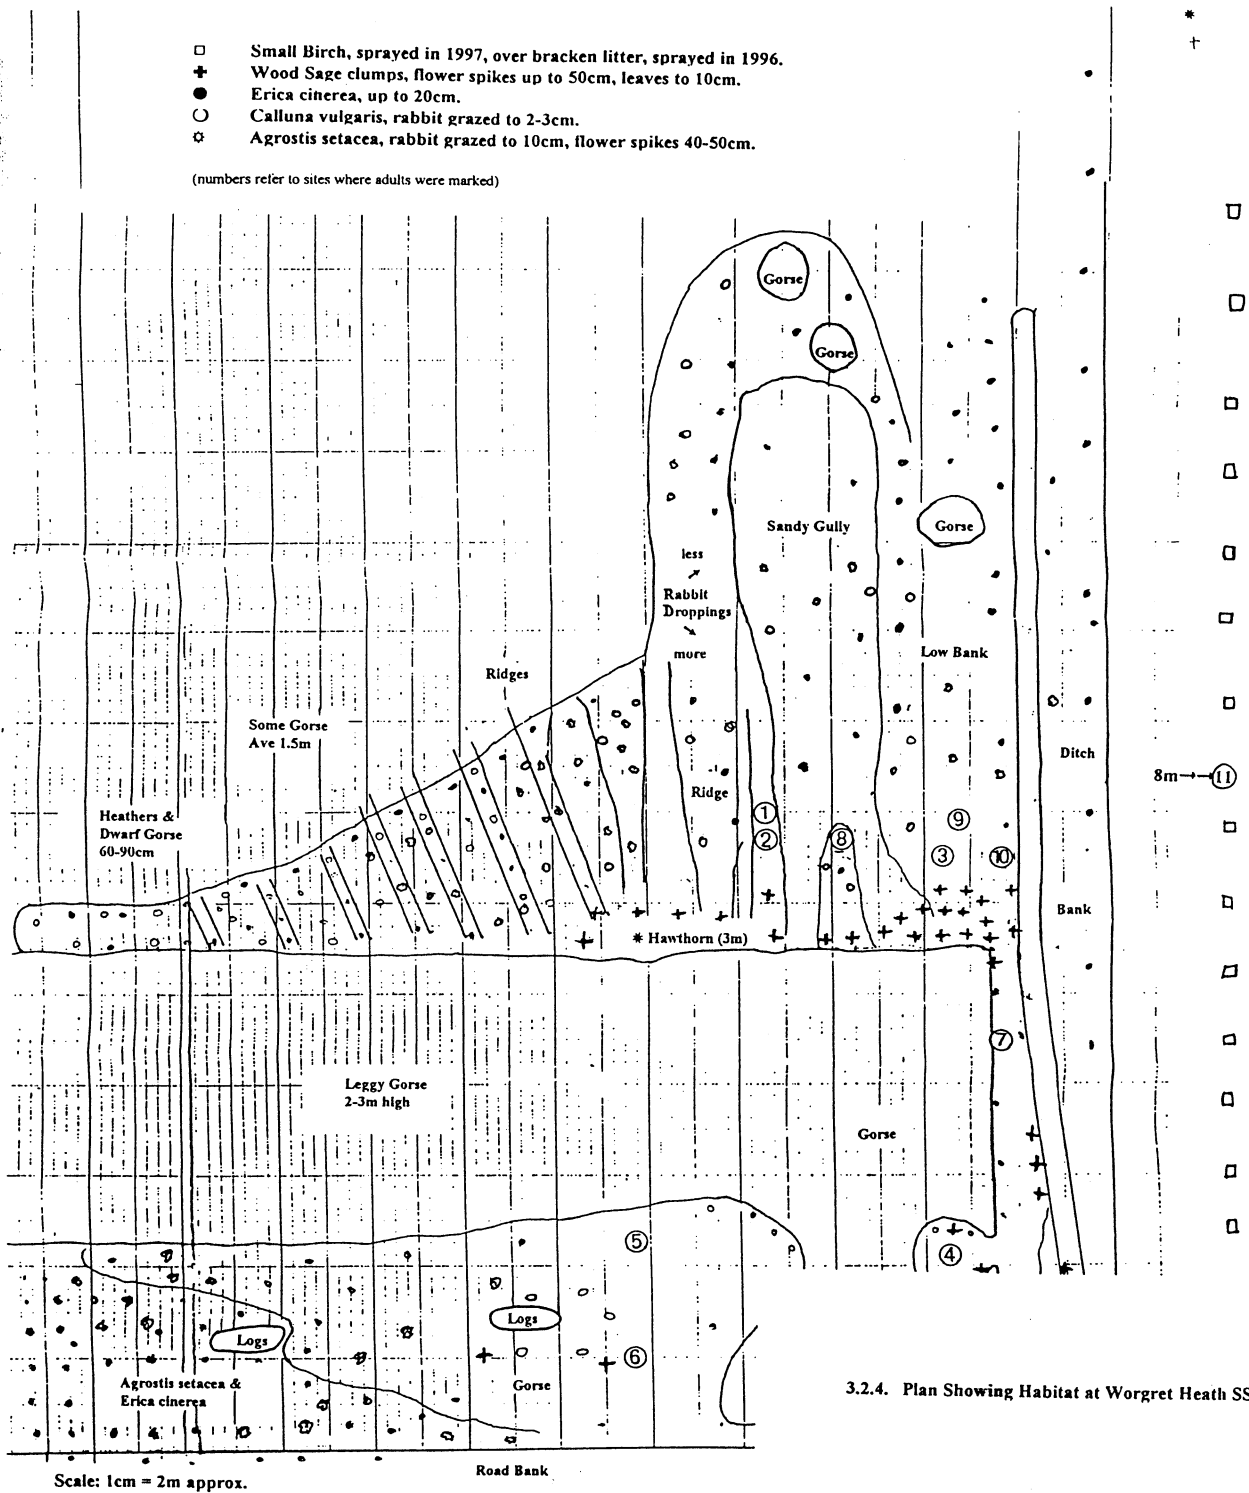 Small Birch, sprayed in 1997, over bracken litter, sprayed in 1996.
Wood Sage clumps, flower spikes up to 50cm, leaves to 10cm.
Erica cinerea, up to 20cm.
Calluna vulgaris, rabbit grazed to 2-3cm.
Agrostis setacea, rabbit grazed to 10cm, flower spikes 40-50cm.
(numbers refer to sites where adults were marked)
Gorse
Gorse
Gorse
Sandy Gully
less
Rabbit
Droppings
more
Low Bank
Ridges
Some Gorse
Ave 1.5m
Ditch
8m
11
Ridge
Heathers &
Dwarf Gorse
60-90cm
1
2
8
9
3
10
Bank
Hawthorn (3m)
7
Leggy Gorse
2-3m high
Gorse
5
4
Logs
Logs
6
Agrostis setacea &
Erica cinerea
Gorse
3.2.4. Plan Showing Habitat at Worgret Heath SS
Road Bank
Scale: 1cm = 2m approx.